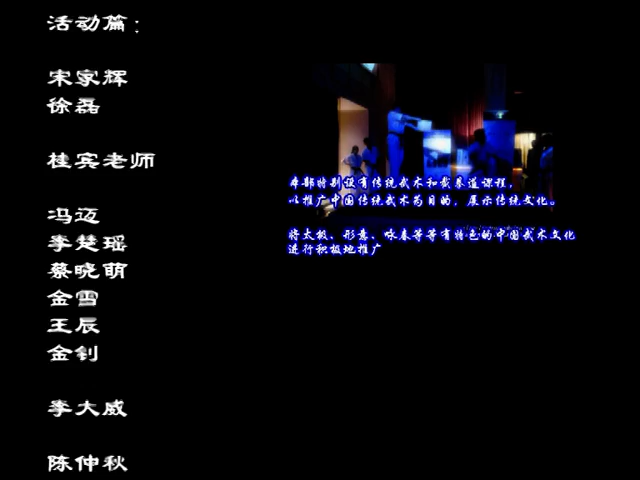 活动篇：
宋家辉
徐磊
桂宾老师
冯迈
李楚瑶
蔡晓萌
金雪
王辰
金钊
李大威
陈仲秋
本部特别设有传统武术和截拳道课程，
以推广中国传统武术为目的，展示传统文化。
将太极、形意、咏春等等有特色的中国武术文化
进行积极地推广